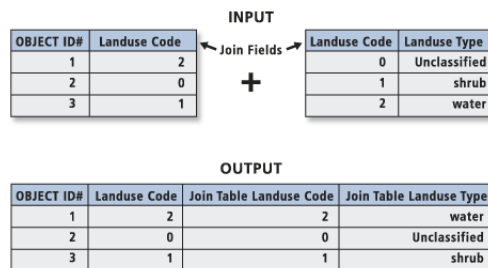 INPUT
OBJECT ID# Landuse Code
1 2
2 0
3 1
Join Fields
+
Landuse Code Landuse Type
0 Unclassified
1 shrub
2 water
OUTPUT
OBJECT ID# Landuse Code Join Table Landuse Code Join Table Landuse Type
1 2 2 water
2 0 0 Unclassified
3 1 1 shrub